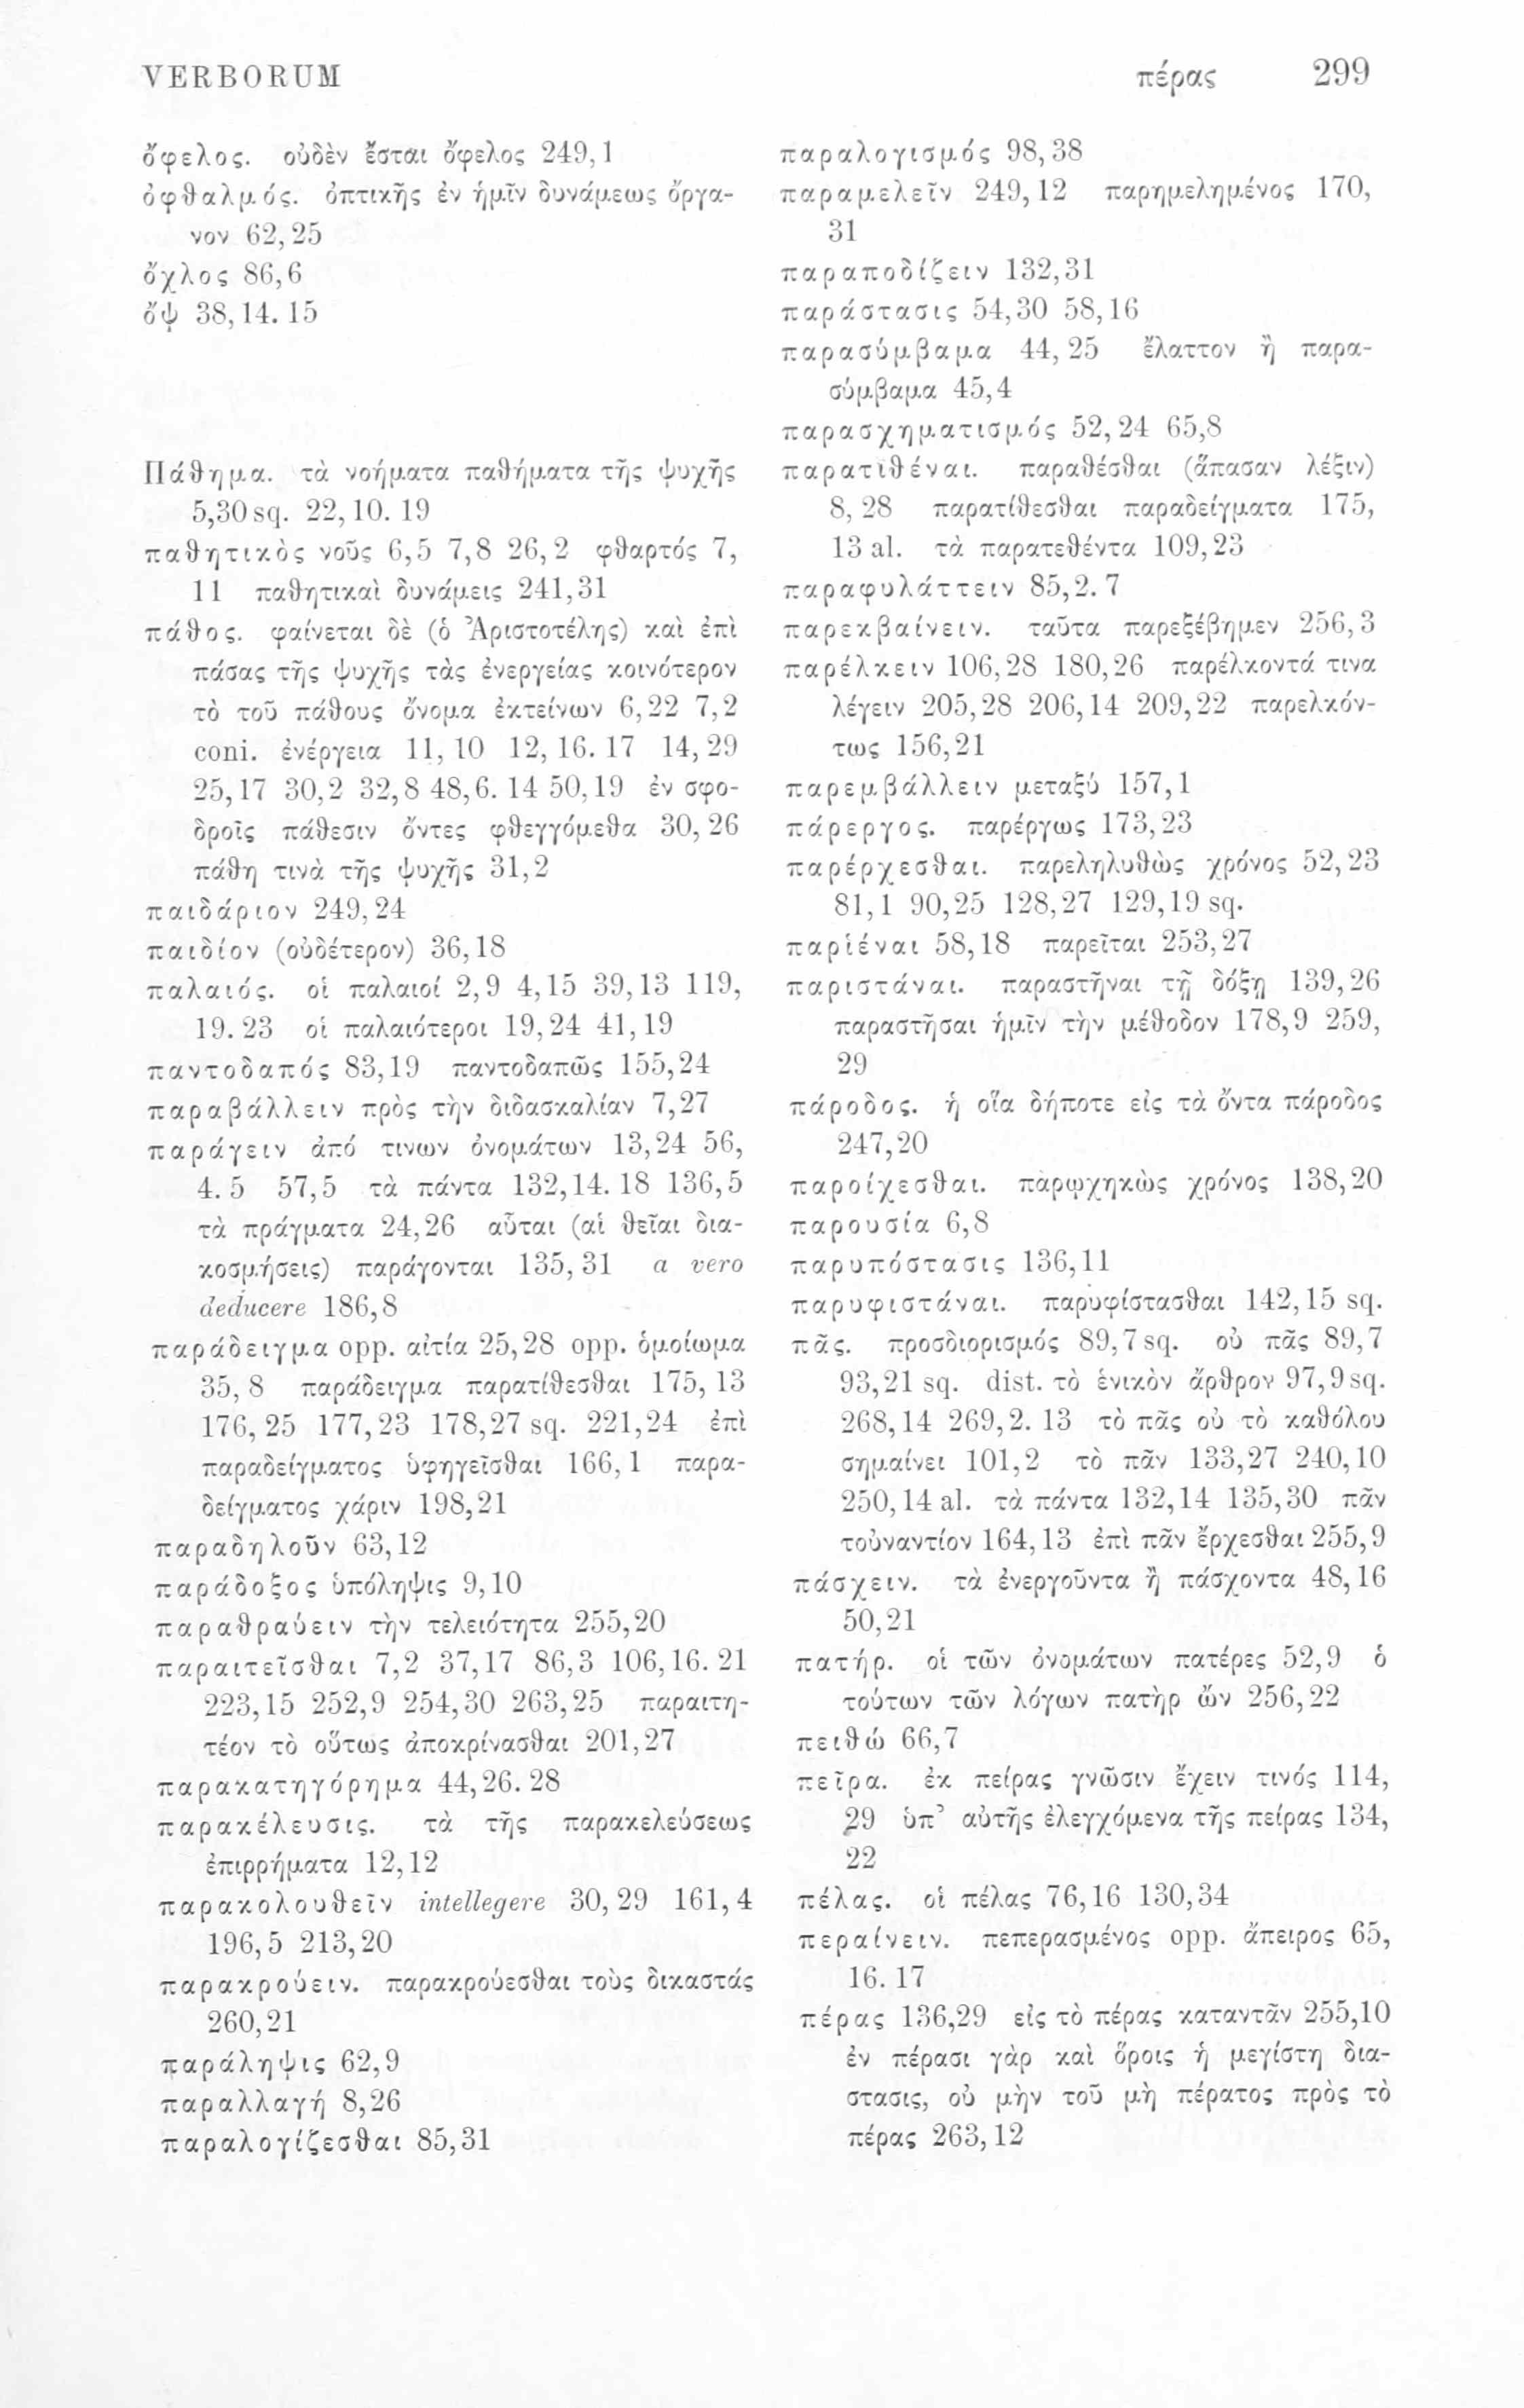 VERBORUM πέρας 299
ὄφελος. οὐδὲν ἔσται ὄφελος 249,1
ὀφθαλμός. ὀπτικῆς ἐν ἡμῖν δυνάμεως ὄργα-
νον 62,25
ὄχλος 86,6
ὄψ 38,14. 15
Πάθημα. τὰ νοήματα παθήματα τῆς ψυχῆς
5,30 sq. 22,10. 19
παθητικὸς νοῦς 6,5 7,8 26,2 φθαρτός 7,
11 παθητικαὶ δυνάμεις 241,31
πάθος. φαίνεται δὲ (ὁ Ἀριστοτέλης) καὶ ἐπὶ
πάσας τῆς ψυχῆς τὰς ἐνεργείας κοινότερον
τὸ τοῦ πάθους ὄνομα ἐκτείνων 6,22 7,2
coni. ἐνέργεια 11,10 12,16. 17 14,29
25,17 30,2 32,8 48,6. 14 50,19 ἐν σφο-
δροῖς πάθεσιν ὄντες φθεγγόμεθα 30,26
πάθη τινὰ τῆς ψυχῆς 31,2
παιδάριον 249,24
παιδίον (οὐδέτερον) 36,18
παλαιός. οἱ παλαιοί 2,9 4,15 39,13 119,
19. 23 οἱ παλαιότεροι 19,24 41,19
παντοδαπός 83,19 παντοδαπῶς 155,24
παραβάλλειν πρὸς τὴν διδασκαλίαν 7,27
παράγειν ἀπό τινων ὀνομάτων 13,24 56,
4. 5 57,5 τὰ πάντα 132,14. 18 136,5
τὰ πράγματα 24,26 αὗται (αἱ θεῖαι δια-
κοσμήσεις) παράγονται 135,31 a vero
deducere 186,8
παράδειγμα opp. αἰτία 25,28 opp. ὁμοίωμα
35,8 παράδειγμα παρατίθεσθαι 175,13
176,25 177,23 178,27 sq. 221,24 ἐπὶ
παραδείγματος ὑφηγεῖσθαι 166,1 παρα-
δείγματος χάριν 198,21
παραδηλοῦν 63,12
παράδοξος ὑπόληψις 9,10
παραθραύειν τὴν τελειότητα 255,20
παραιτεῖσθαι 7,2 37,17 86,3 106,16. 21
223,15 252,9 254,30 263,25 παραιτη-
τέον τὸ οὕτως ἀποκρίνασθαι 201,27
παρακατηγόρημα 44,26. 28
παρακέλευσις. τὰ τῆς παρακελεύσεως
ἐπιρρήματα 12,12
παρακολουθεῖν intellegere 30,29 161,4
196,5 213,20
παρακρούειν. παρακρούεσθαι τοὺς δικαστάς
260,21
παράληψις 62,9
παραλλαγή 8,26
παραλογίζεσθαι 85,31
παραλογισμός 98,38
παραμελεῖν 249,12 παρημελημένος 170,
31
παραποδίζειν 132,31
παράστασις 54,30 58,16
παρασύμβαμα 44,25 ἔλαττον ἢ παρα-
σύμβαμα 45,4
παρασχηματισμός 52,24 65,8
παρατιθέναι. παραθέσθαι (ἅπασαν λέξιν)
8,28 παρατίθεσθαι παραδείγματα 175,
13 al. τὰ παρατεθέντα 109,23
παραφυλάττειν 85,2. 7
παρεκβαίνειν. ταῦτα παρεξέβημεν 256,3
παρέλκειν 106,28 180,26 παρέλκοντά τινα
λέγειν 205,28 206,14 209,22 παρελκόν-
τως 156,21
παρεμβάλλειν μεταξύ 157,1
πάρεργος. παρέργως 173,23
παρέρχεσθαι. παρεληλυθὼς χρόνος 52,23
81,1 90,25 128,27 129,19 sq.
παριέναι 58,18 παρεῖται 253,27
παριστάναι. παραστῆναι τῇ δόξῃ 139,26
παραστῆσαι ἡμῖν τὴν μέθοδον 178,9 259,
29
πάροδος. ἡ οἵα δήποτε εἰς τὰ ὄντα πάροδος
247,20
παροίχεσθαι. παρῳχηκὼς χρόνος 138,20
παρουσία 6,8
παρυπόστασις 136,11
παρυφιστάναι. παρυφίστασθαι 142,15 sq.
πᾶς. προσδιορισμός 89,7 sq. οὐ πᾶς 89,7
93,21 sq. dist. τὸ ἑνικὸν ἄρθρον 97,9 sq.
268,14 269,2. 13 τὸ πᾶς οὐ τὸ καθόλου
σημαίνει 101,2 τὸ πᾶν 133,27 240,10
250,14 al. τὰ πάντα 132,14 135,30 πᾶν
τοὐναντίον 164,13 ἐπὶ πᾶν ἔρχεσθαι 255,9
πάσχειν. τὰ ἐνεργοῦντα ἢ πάσχοντα 48,16
50,21
πατήρ. οἱ τῶν ὀνομάτων πατέρες 52,9 ὁ
τούτων τῶν λόγων πατὴρ ὤν 256,22
πειθώ 66,7
πεῖρα. ἐκ πείρας γνῶσιν ἔχειν τινός 114,
29 ὑπ’ αὐτῆς ἐλεγχόμενα τῆς πείρας 134,
22
πέλας. οἱ πέλας 76,16 130,34
περαίνειν. πεπερασμένος opp. ἄπειρος 65,
16. 17
πέρας 136,29 εἰς τὸ πέρας καταντᾶν 255,10
ἐν πέρασι γὰρ καὶ ὅροις ἡ μεγίστη διά-
στασις, οὐ μὴν τοῦ μὴ πέρατος πρὸς τὸ
πέρας 263,12